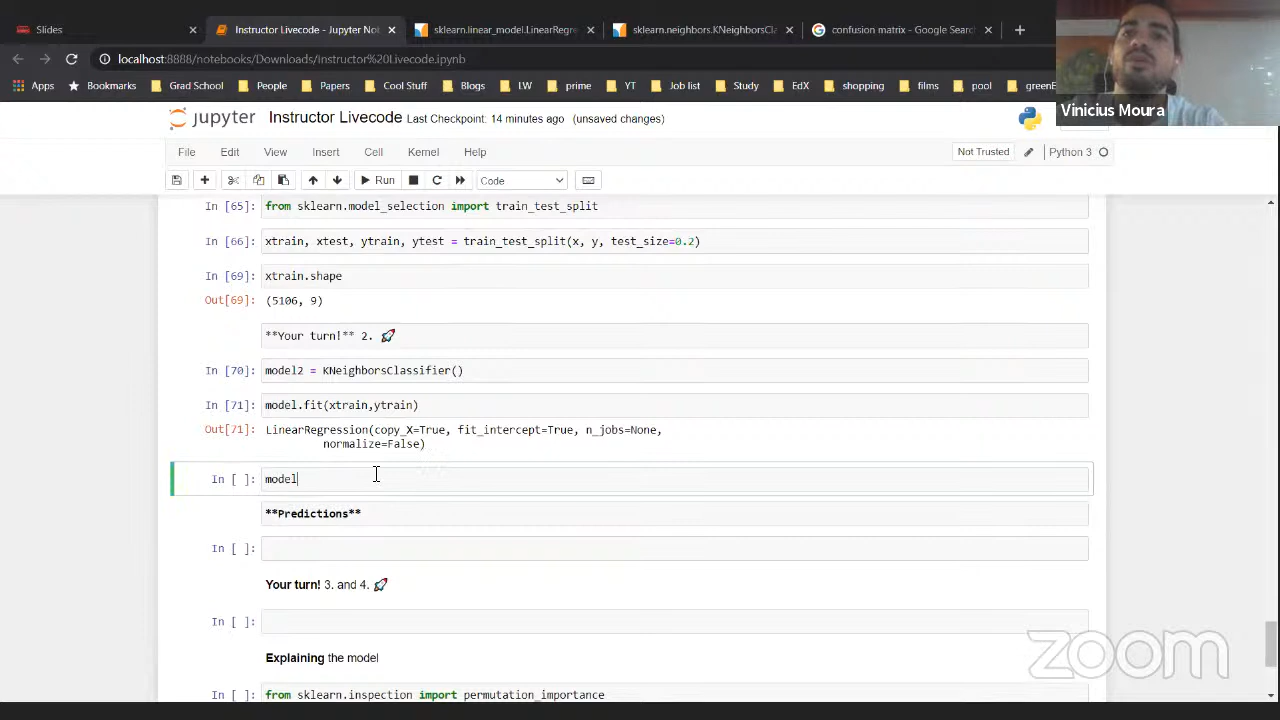 Slides
Instructor Livecode - Jupyter Not
sklearn.linear_model.LinearRegre
sklearn.neighbors.KNeighborsCla
confusion matrix - Google Search
localhost:8888/notebooks/Downloads/Instructor%20Livecode.ipynb
Apps
Bookmarks
Grad School
People
Papers
Cool Stuff
Blogs
LW
prime
YT
Job list
Study
EdX
shopping
films
pool
greenE
Vinicius Moura
jupyter
Instructor Livecode
Last Checkpoint: 14 minutes ago
(unsaved changes)
File
Edit
View
Insert
Cell
Kernel
Help
Not Trusted
Python 3
Run
Code
In [65]: from sklearn.model_selection import train_test_split
In [66]: xtrain, xtest, ytrain, ytest = train_test_split(x, y, test_size=0.2)
In [69]: xtrain.shape
Out[69]: (5106, 9)
**Your turn!** 2. 🚀
In [70]: model2 = KNeighborsClassifier()
In [71]: model.fit(xtrain,ytrain)
Out[71]: LinearRegression(copy_X=True, fit_intercept=True, n_jobs=None,
normalize=False)
In [ ]: model
**Predictions**
In [ ]:
Your turn! 3. and 4. 🚀
In [ ]:
Explaining the model
In [ ]: from sklearn.inspection import permutation_importance
zoom